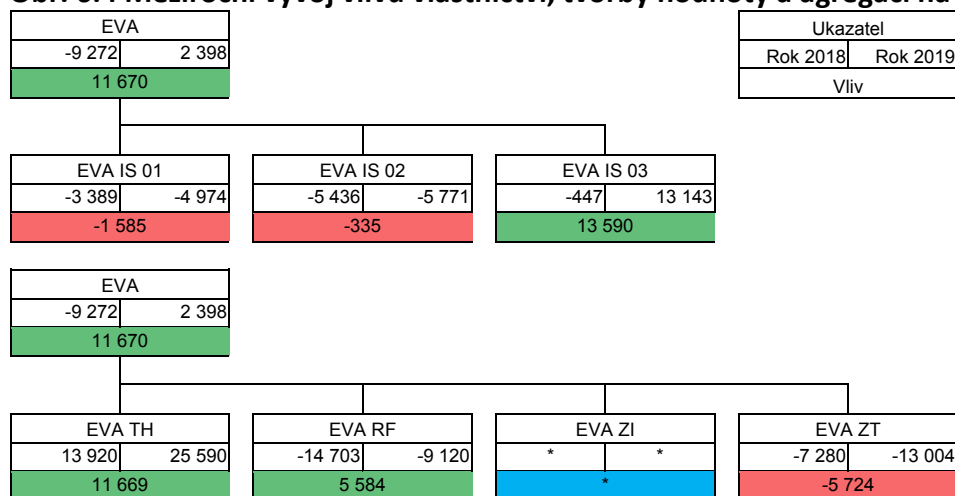 EVA Ukazatel
-9 272 2 398 Rok 2018 Rok 2019
11 670 Vliv
EVA IS 01 EVA IS 02 EVA IS 03
-3 389 -4 974 -5 436 -5 771 -447 13 143
-1 585 -335 13 590
EVA
-9 272 2 398
11 670
EVA TH EVA RF EVA ZI EVA ZT
13 920 25 590 -14 703 -9 120 * * -7 280 -13 004
11 669 5 584 * -5 724